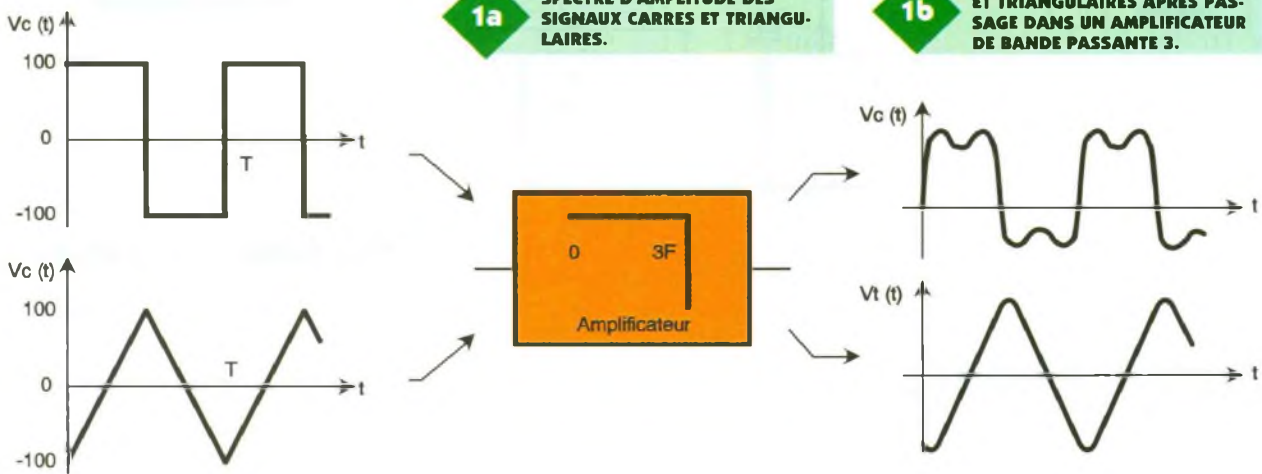 1a
SPECTRE D'AMPLITUDE DES
SIGNAUX CARRES ET TRIANGU-
LAIRES.
1b
ET TRIANGULAIRES APRES PAS-
SAGE DANS UN AMPLIFICATEUR
DE BANDE PASSANTE 3.
Vc (t)
100
0
-100
T
t
Vc (t)
100
0
-100
T
t
0 3F
Amplificateur
Vc (t)
t
Vt (t)
t